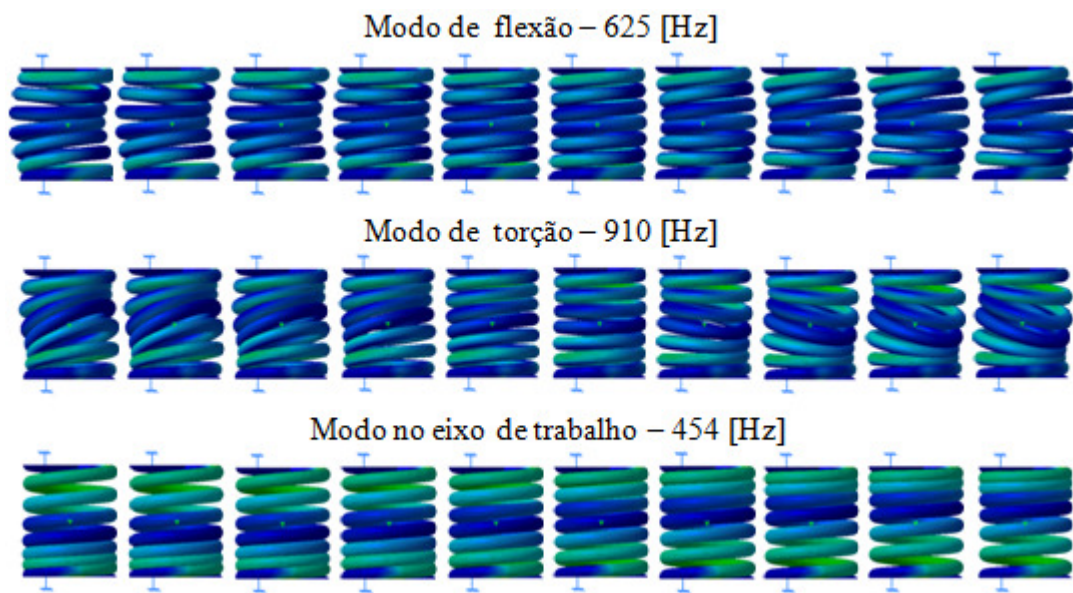 Modo de flexão – 625 [Hz]
Modo de torção – 910 [Hz]
Modo no eixo de trabalho – 454 [Hz]